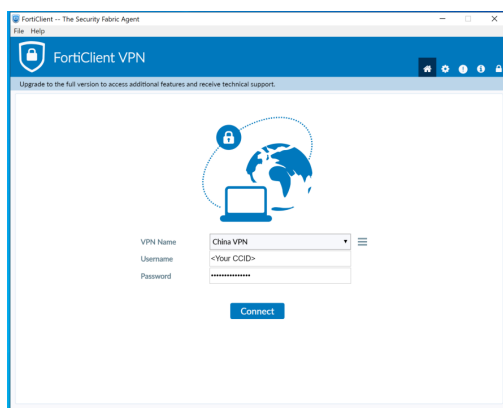 FortiClient -- The Security Fabric Agent
File Help
FortiClient VPN
Upgrade to the full version to access additional features and receive technical support.
VPN Name China VPN
Username <Your CCID>
Password •••••••••••••••
Connect